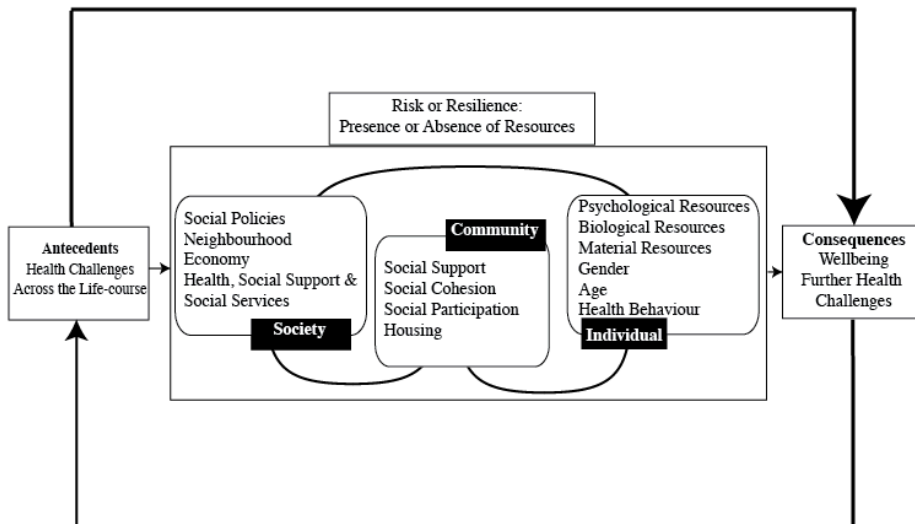 Risk or Resilience:
Presence or Absence of Resources
Antecedents
Health Challenges
Across the Life-course
Social Policies
Neighbourhood
Economy
Health, Social Support &
Social Services
Society
Community
Social Support
Social Cohesion
Social Participation
Housing
Psychological Resources
Biological Resources
Material Resources
Gender
Age
Health Behaviour
Individual
Consequences
Wellbeing
Further Health
Challenges